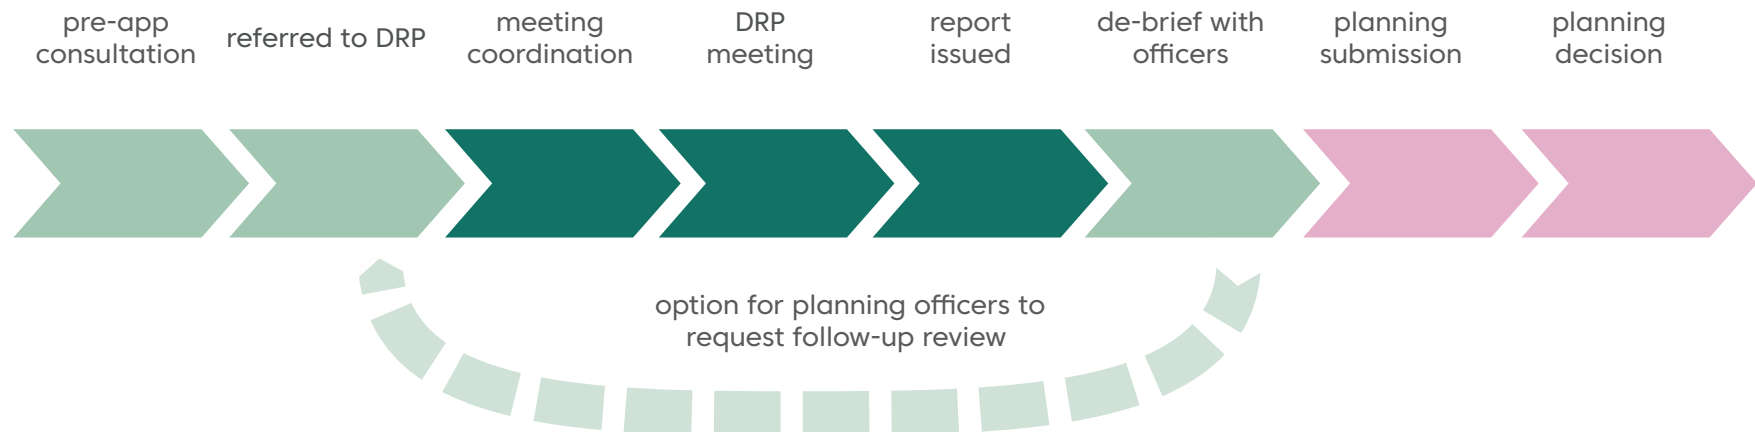 pre-app
consultation
referred to DRP
meeting
coordination
DRP
meeting
report
issued
de-brief with
officers
planning
submission
planning
decision
option for planning officers to
request follow-up review